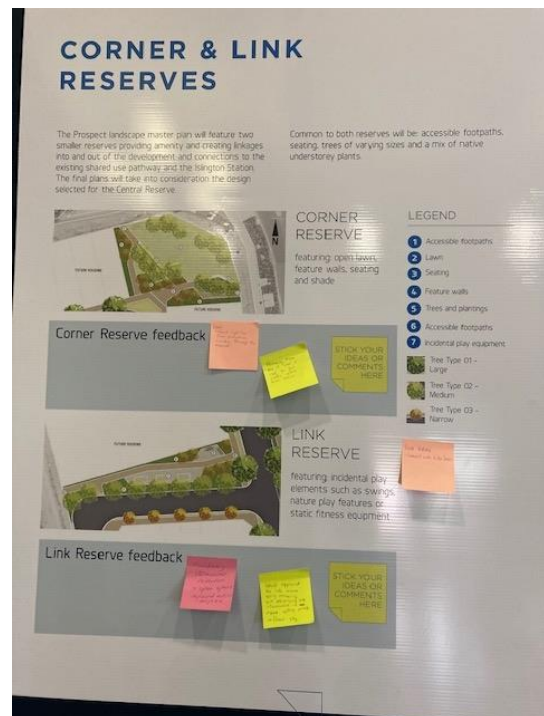 CORNER & LINK
RESERVES
The Prospect landscape master plan will feature two
smaller reserves providing amenity and creating linkages
into and out of the development and connections to the
existing shared use pathway and the Islington Station.
The final plans will take into consideration the design
selected for the Central Reserve.
Common to both reserves will be: accessible footpaths,
seating, trees of varying sizes and a mix of native
understorey plants.
FUTURE HOUSING
FUTURE HOUSING
N
CORNER
RESERVE
featuring: open lawn,
feature walls, seating
and shade
LEGEND
1 Accessible footpaths
2 Lawn
3 Seating
4 Feature walls
5 Trees and plantings
6 Accessible footpaths
7 Incidental play equipment
Tree Type 01 -
Large
Tree Type 02 -
Medium
Tree Type 03 -
Narrow
Corner Reserve feedback
STICK YOUR
IDEAS OR
COMMENTS
HERE
FUTURE HOUSING
LINK
RESERVE
featuring: incidental play
elements such as swings,
nature play features or
static fitness equipment
Link Reserve feedback
STICK YOUR
IDEAS OR
COMMENTS
HERE